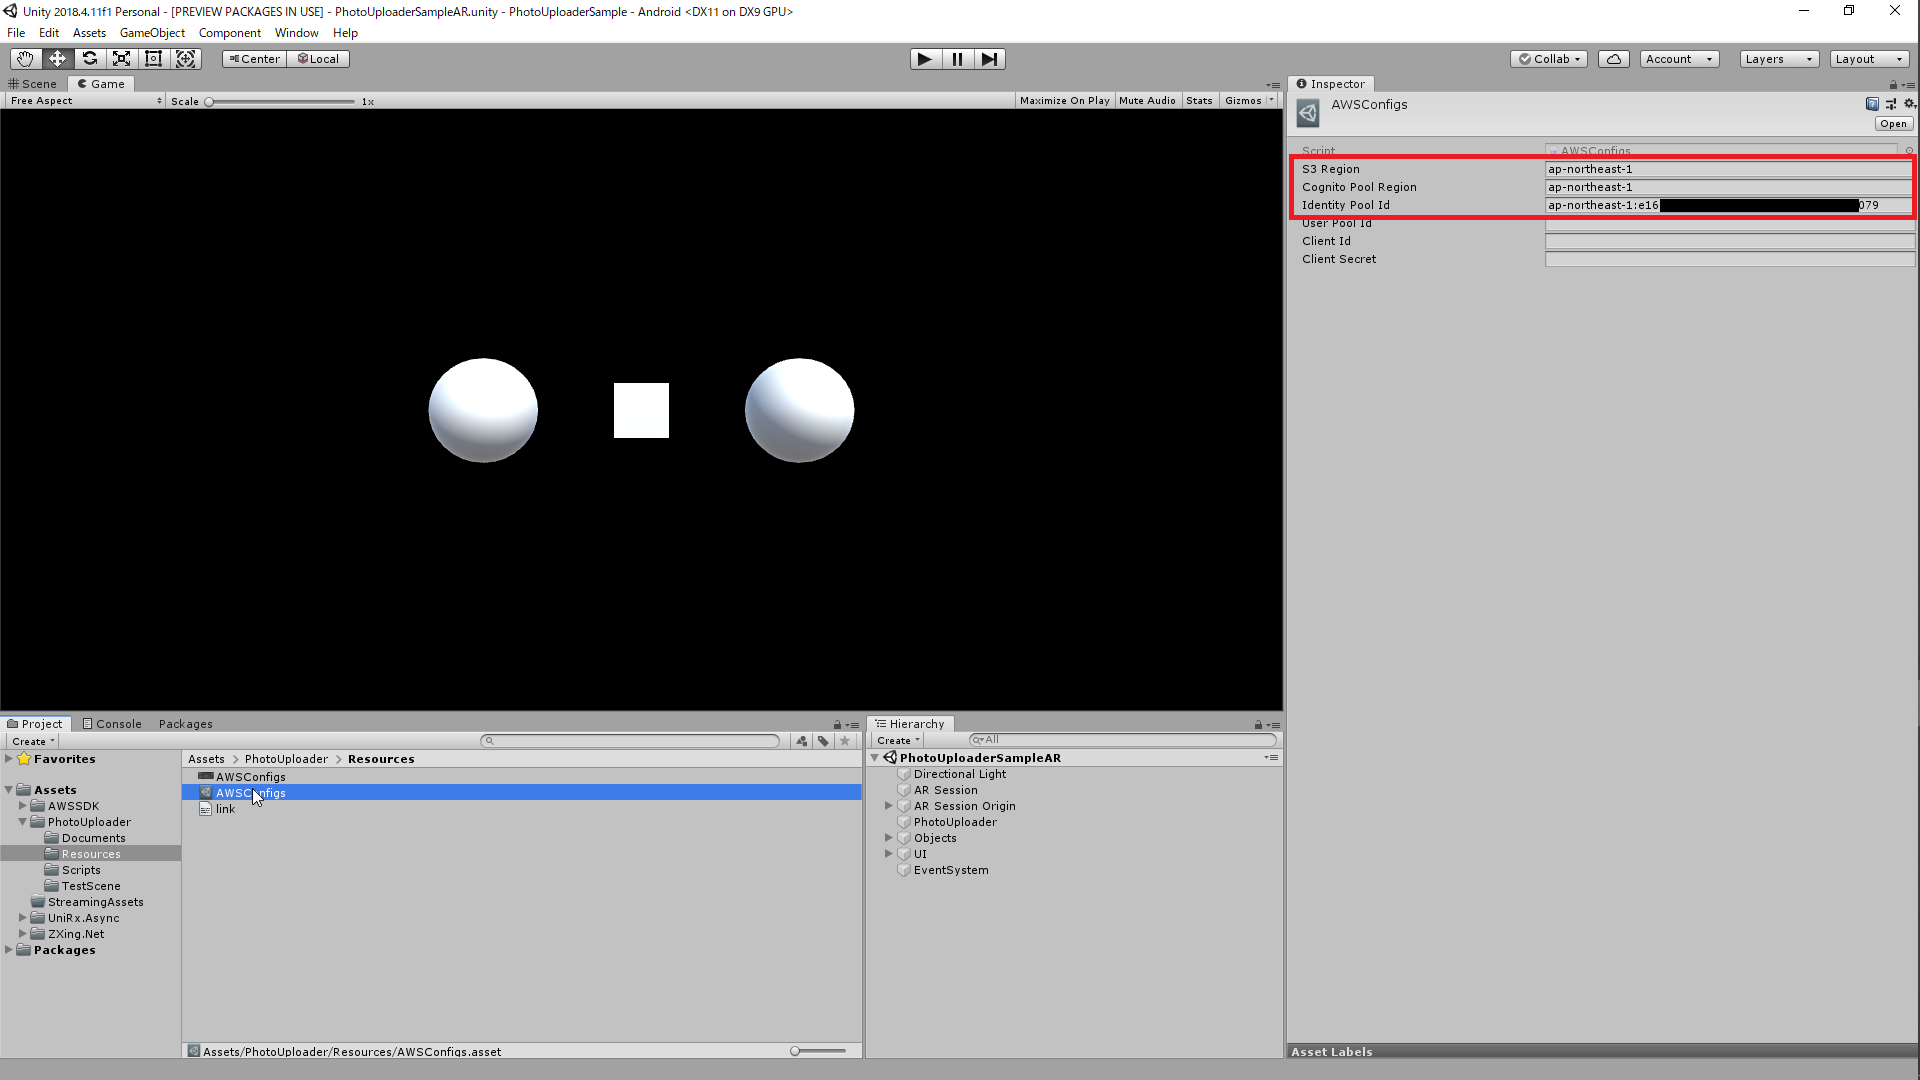 Unity 2018.4.11f1 Personal - [PREVIEW PACKAGES IN USE] - PhotoUploaderSampleAR.unity - PhotoUploaderSample - Android <DX11 on DX9 GPU>
File Edit Assets GameObject Component Window Help
Center Local Collab Account Layers Layout
Scene Game
Free Aspect Scale 1x Maximize On Play Mute Audio Stats Gizmos
Inspector
AWSConfigs
Open
Script AWSConfigs
S3 Region ap-northeast-1
Cognito Pool Region ap-northeast-1
Identity Pool Id ap-northeast-1:e16 079
User Pool Id
Client Id
Client Secret
Project Console Packages
Create
Favorites
Assets
AWSSDK
PhotoUploader
Documents
Resources
Scripts
TestScene
StreamingAssets
UniRx.Async
ZXing.Net
Packages
Assets > PhotoUploader > Resources
AWSConfigs
AWSConfigs
link
Assets/PhotoUploader/Resources/AWSConfigs.asset
Hierarchy
Create All
PhotoUploaderSampleAR
Directional Light
AR Session
AR Session Origin
PhotoUploader
Objects
UI
EventSystem
Asset Labels